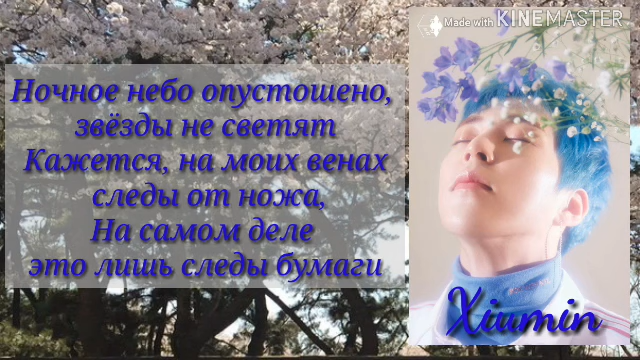 Made with KINEMASTER
Ночное небо опустошено,
звёзды не светят
Кажется, на моих венах
следы от ножа,
На самом деле
это лишь следы бумаги
Xiumin